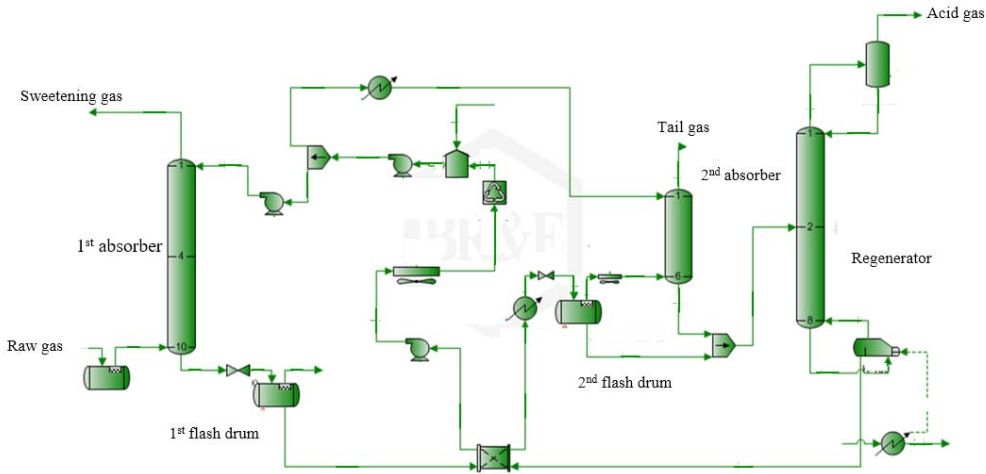 Acid gas
Sweetening gas
Tail gas
2nd absorber
1st absorber
Regenerator
Raw gas
2nd flash drum
1st flash drum
1
4
10
1
6
1
2
8
BR&E